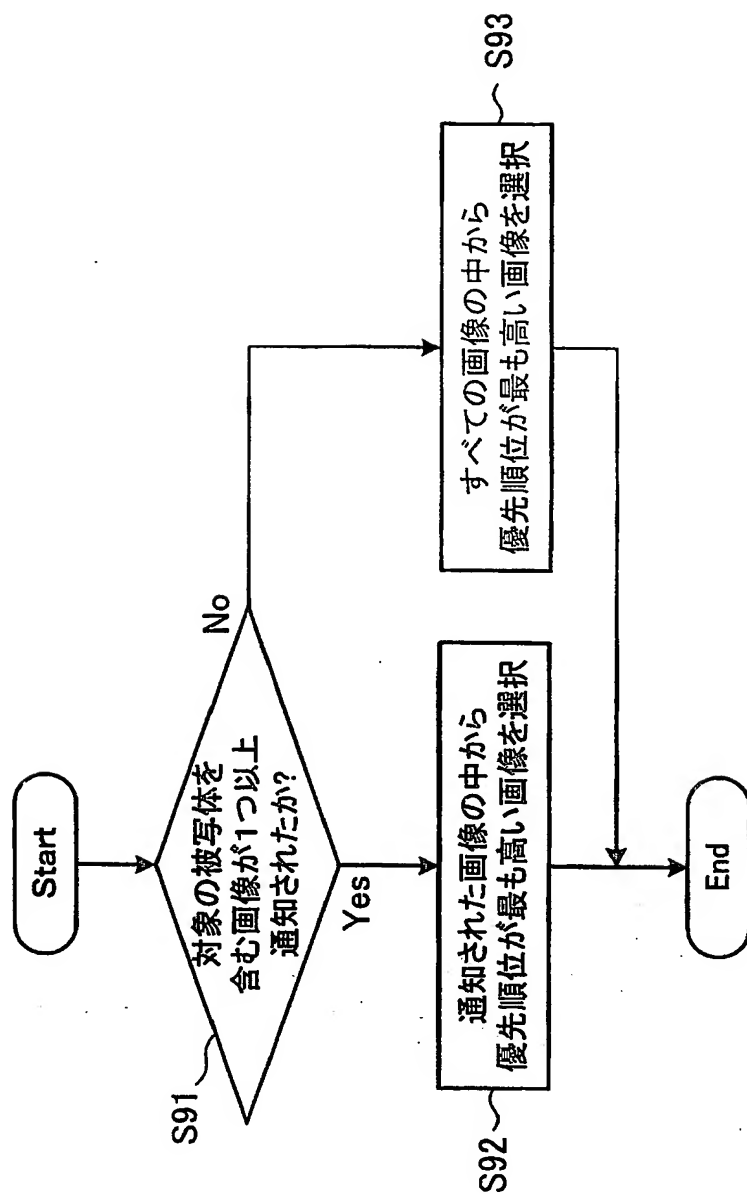 Start
S91
対象の被写体を
含む画像が1つ以上
通知されたか?
No
Yes
S92
通知された画像の中から
優先順位が最も高い画像を選択
S93
すべての画像の中から
優先順位が最も高い画像を選択
End